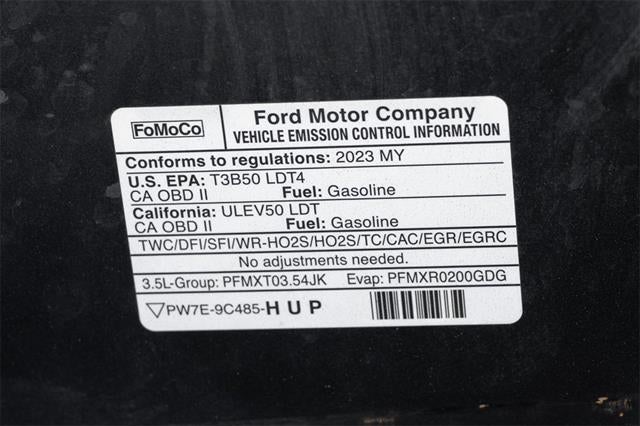 FoMoCo
Ford Motor Company
VEHICLE EMISSION CONTROL INFORMATION
Conforms to regulations: 2023 MY
U.S. EPA: T3B50 LDT4
CA OBD II Fuel: Gasoline
California: ULEV50 LDT
CA OBD II Fuel: Gasoline
TWC/DFI/SFI/WR-HO2S/HO2S/TC/CAC/EGR/EGRC
No adjustments needed.
3.5L-Group: PFMXT03.54JK Evap: PFMXR0200GDG
PW7E-9C485-H U P